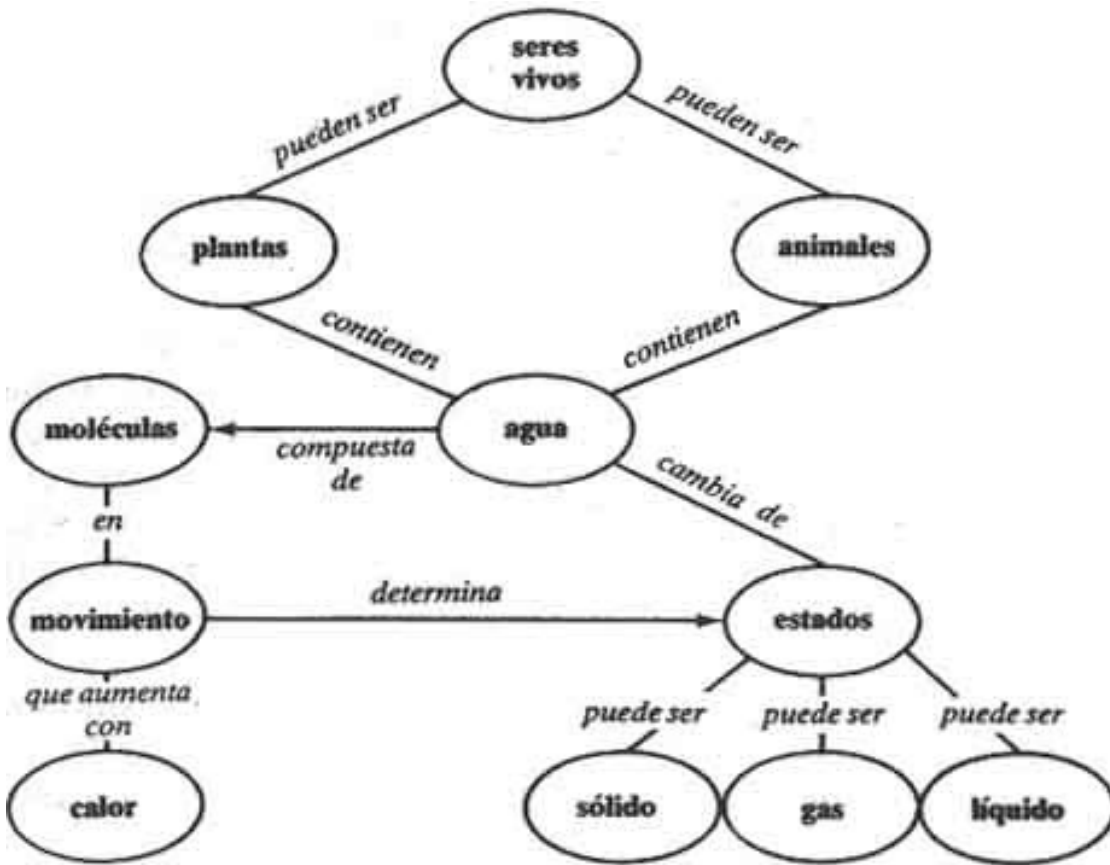 seres
vivos
pueden ser
pueden ser
plantas
animales
contienen
contienen
moléculas
agua
compuesta
de
cambia de
en
movimiento
determina
estados
que aumenta
con
puede ser
puede ser
puede ser
calor
sólido
gas
líquido